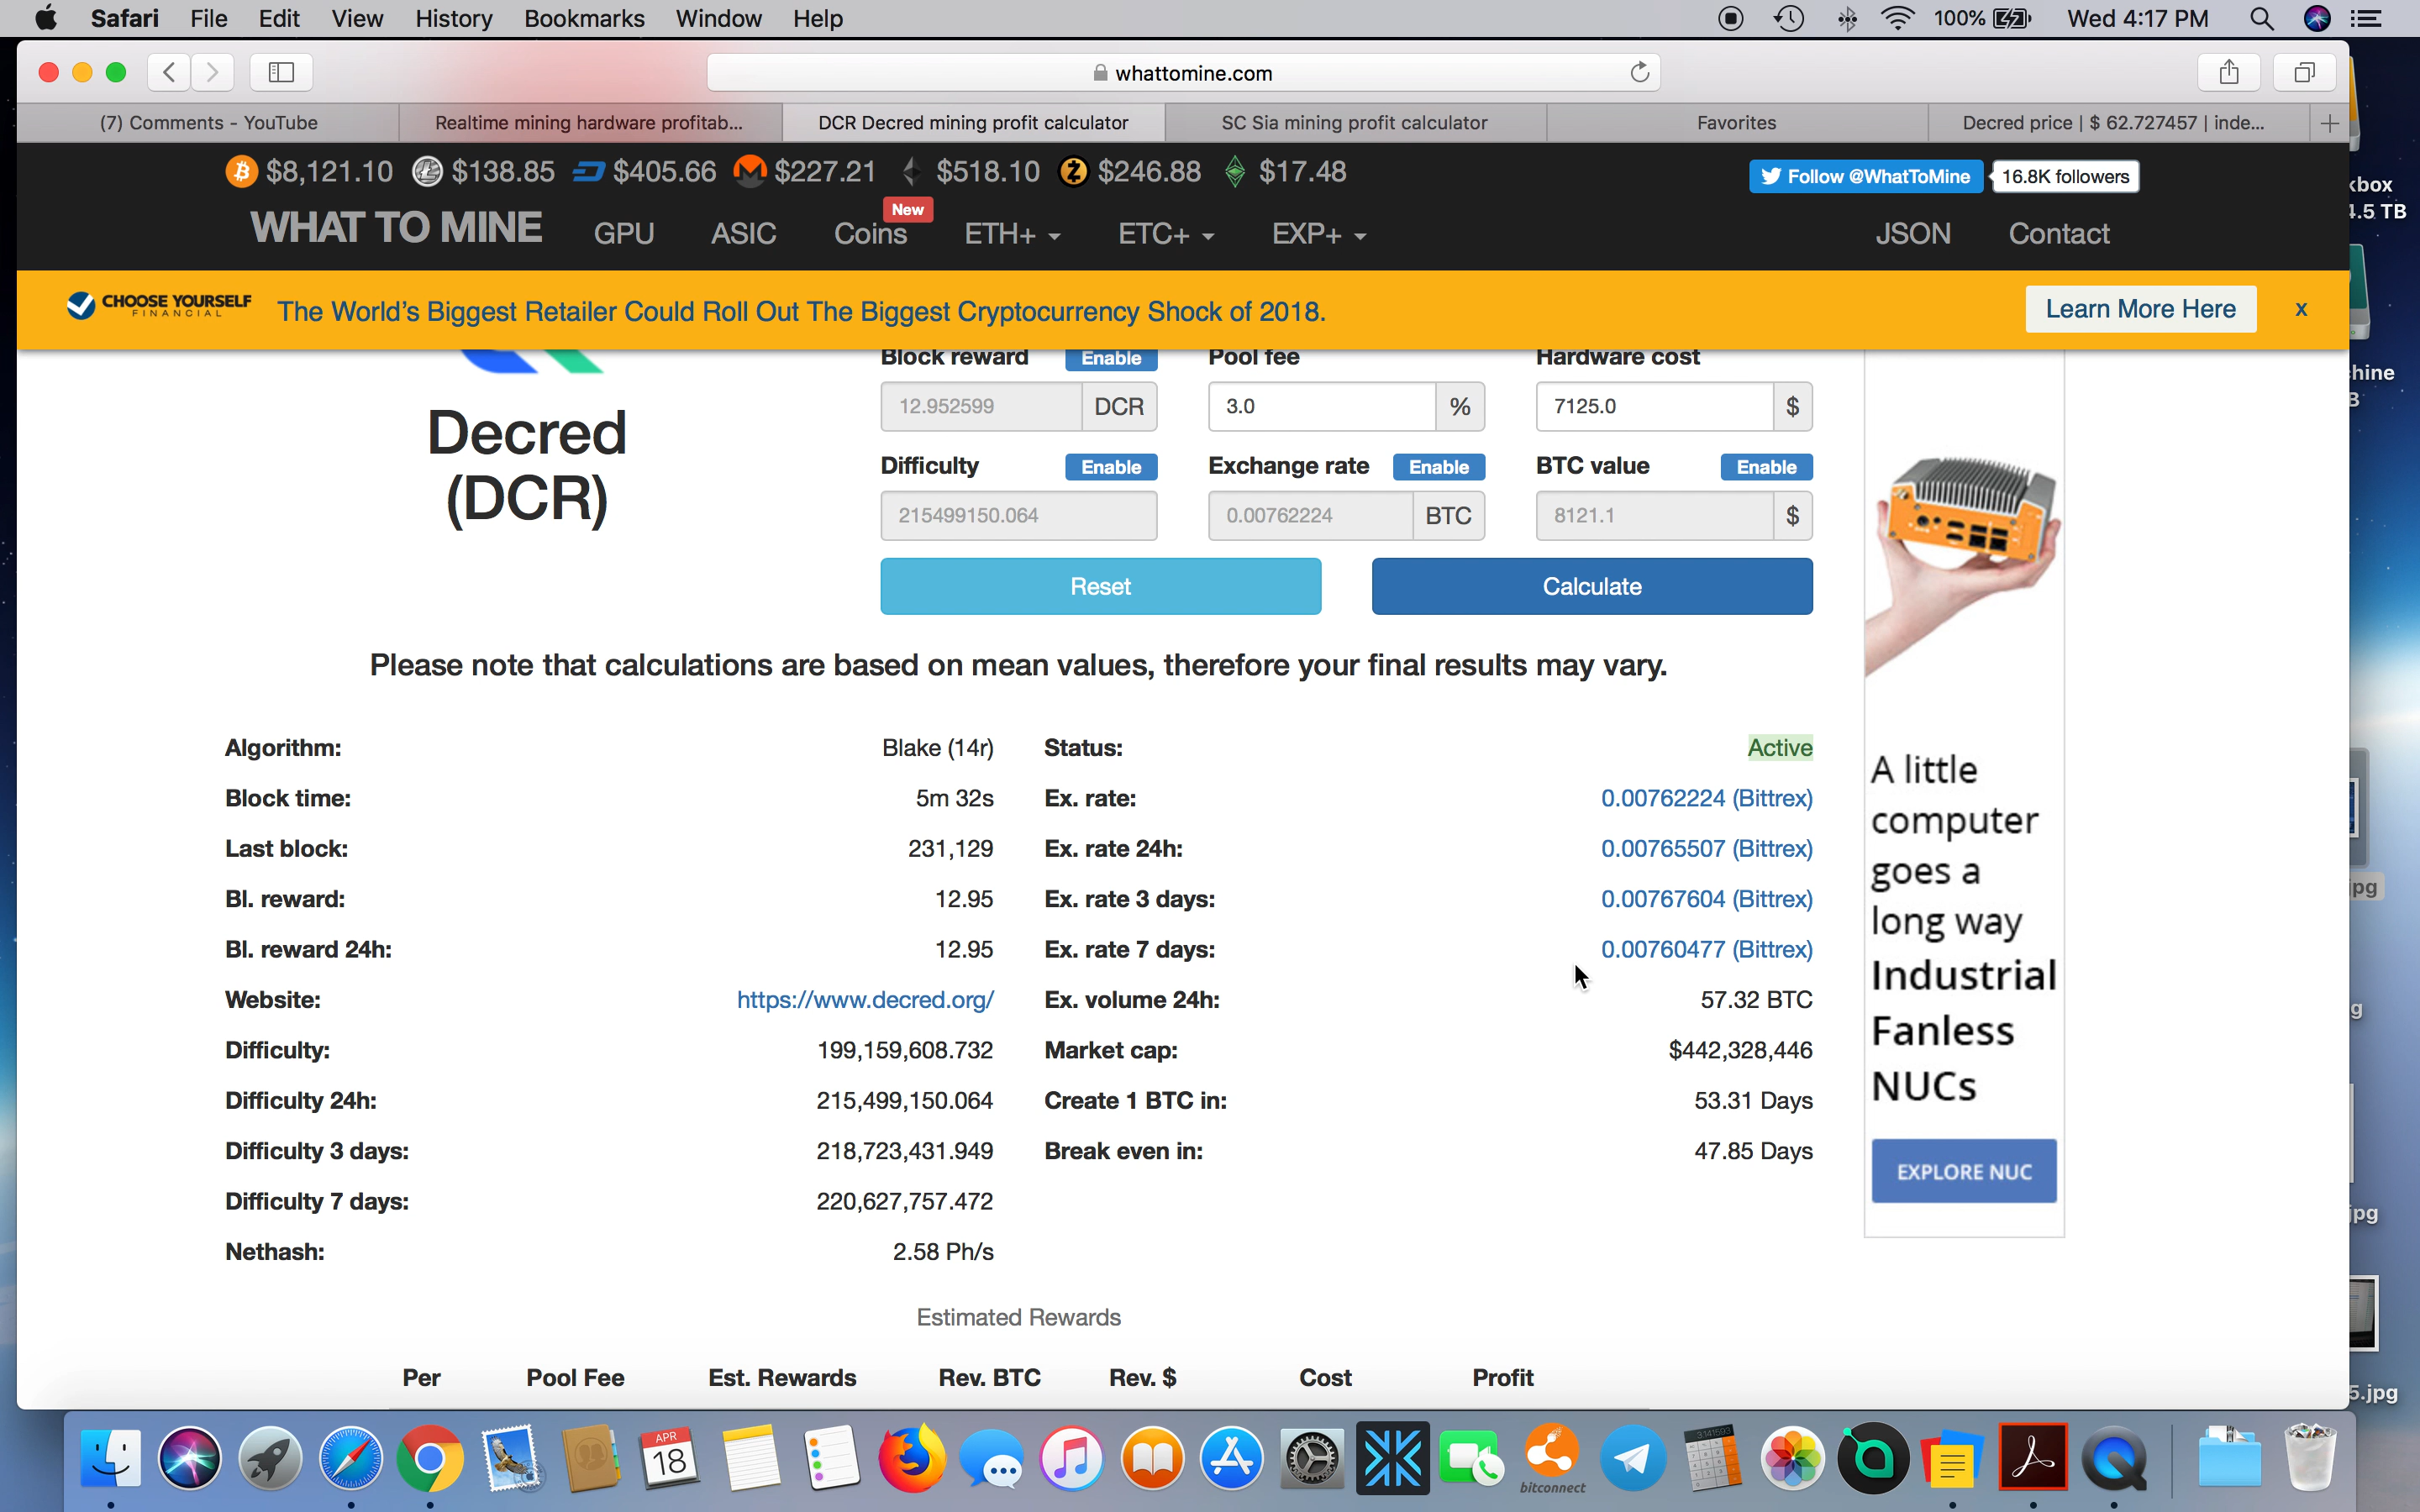 Safari File Edit View History Bookmarks Window Help 100% Wed 4:17 PM
whattomine.com
(7) Comments - YouTube
Realtime mining hardware profitab...
DCR Decred mining profit calculator
SC Sia mining profit calculator
Favorites
Decred price | $ 62.727457 | inde...
$8,121.10 $138.85 $405.66 $227.21 $518.10 $246.88 $17.48
Follow @WhatToMine 16.8K followers
WHAT TO MINE GPU ASIC Coins New ETH+ ETC+ EXP+ JSON Contact
CHOOSE YOURSELF
FINANCIAL
The World's Biggest Retailer Could Roll Out The Biggest Cryptocurrency Shock of 2018.
Learn More Here x
Block reward Enable Pool fee Hardware cost
12.952599 DCR 3.0 % 7125.0 $
Decred
(DCR)
Difficulty Enable Exchange rate Enable BTC value Enable
215499150.064 0.00762224 BTC 8121.1 $
Reset Calculate
Please note that calculations are based on mean values, therefore your final results may vary.
Algorithm: Blake (14r) Status: Active
Block time: 5m 32s Ex. rate: 0.00762224 (Bittrex)
Last block: 231,129 Ex. rate 24h: 0.00765507 (Bittrex)
Bl. reward: 12.95 Ex. rate 3 days: 0.00767604 (Bittrex)
Bl. reward 24h: 12.95 Ex. rate 7 days: 0.00760477 (Bittrex)
Website: https://www.decred.org/ Ex. volume 24h: 57.32 BTC
Difficulty: 199,159,608.732 Market cap: $442,328,446
Difficulty 24h: 215,499,150.064 Create 1 BTC in: 53.31 Days
Difficulty 3 days: 218,723,431.949 Break even in: 47.85 Days
Difficulty 7 days: 220,627,757.472
Nethash: 2.58 Ph/s
Estimated Rewards
Per Pool Fee Est. Rewards Rev. BTC Rev. $ Cost Profit
A little
computer
goes a
long way
Industrial
Fanless
NUCs
EXPLORE NUC
kbox
4.5 TB
hine
B
jpg
g
jpg
5.jpg
APR
18
3.141593
bitconnect